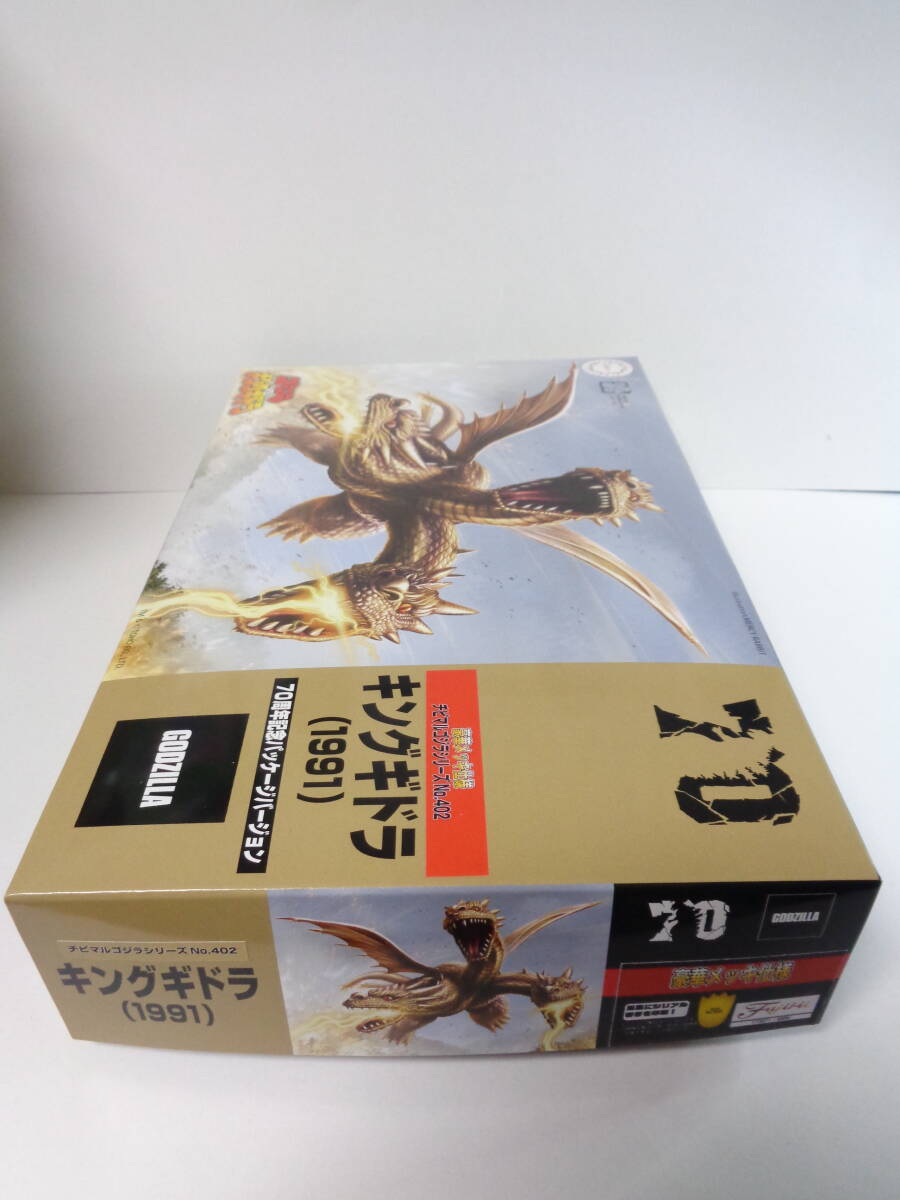 GODZILLA
70周年記念パッケージバージョン
キングギドラ
(1991)
豪華メッキ仕様
チビマルゴジラシリーズNo.402
70
チビマルゴジラシリーズ No.402
キングギドラ
(1991)
70
GODZILLA
豪華メッキ仕様
Fujimi